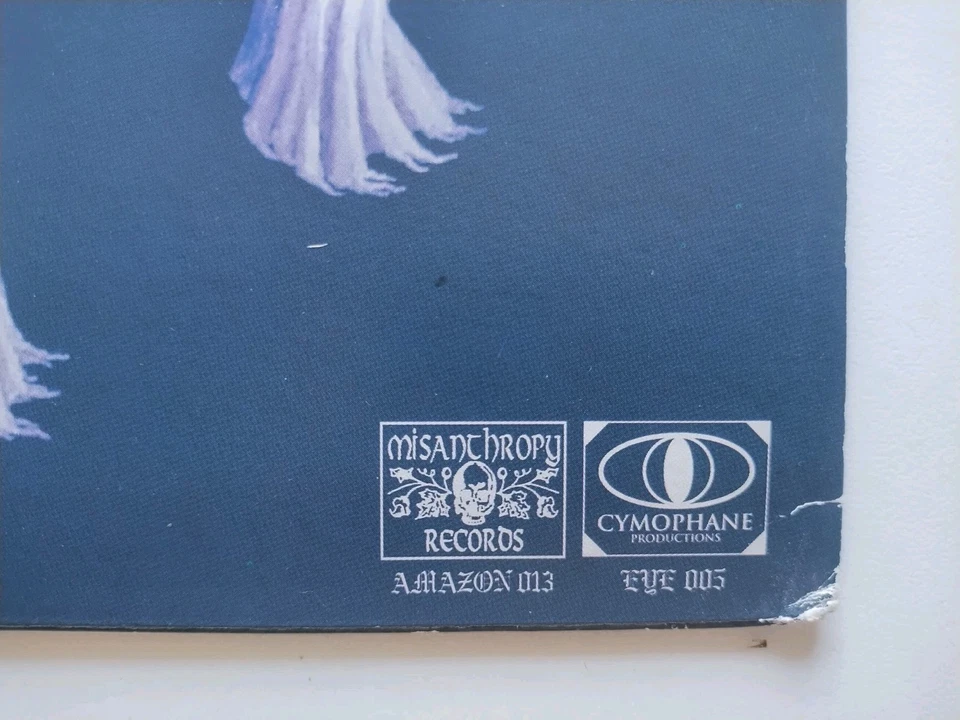 misanthropy
RECORDS
AMAZON 013
CYMOPHANE
PRODUCTIONS
EYE 005